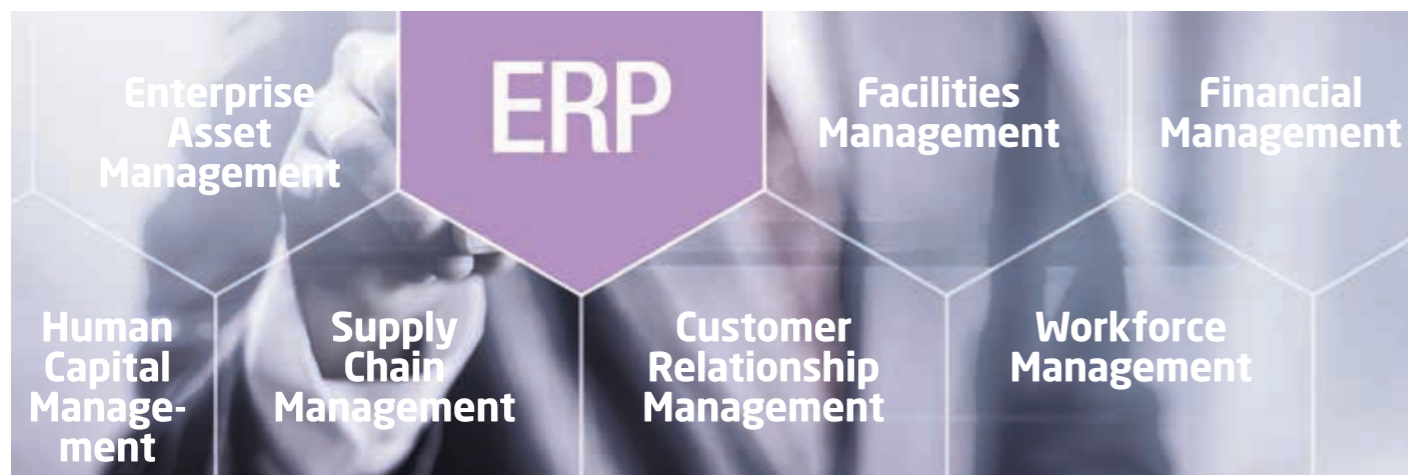 Enterprise
Asset
Management
ERP
Facilities
Management
Financial
Management
Human
Capital
Manage-
ment
Supply
Chain
Management
Customer
Relationship
Management
Workforce
Management